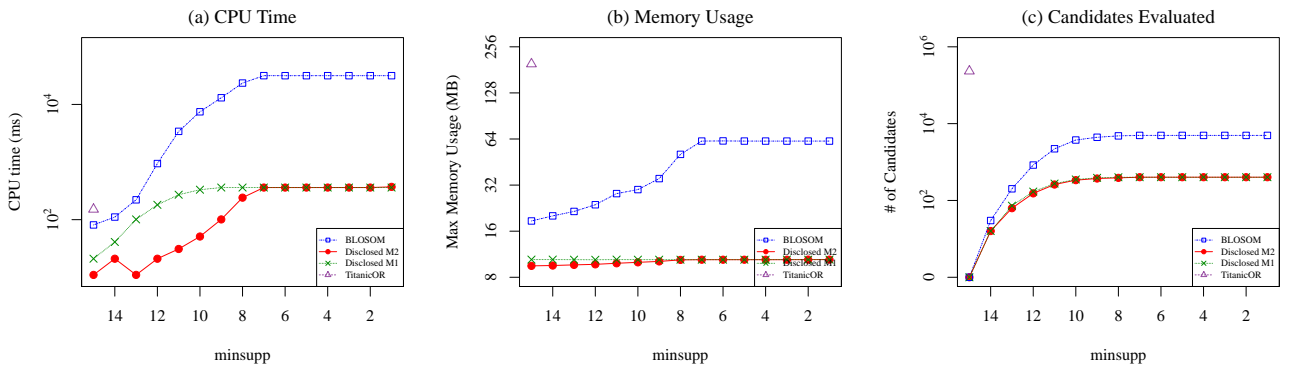 (a) CPU Time
CPU time (ms)
10^4
10^2
14 12 10 8 6 4 2
minsupp
BLOSOM
Disclosed M2
Disclosed M1
TitanicOR
(b) Memory Usage
Max Memory Usage (MB)
256
128
64
32
16
8
14 12 10 8 6 4 2
minsupp
BLOSOM
Disclosed M2
Disclosed M1
TitanicOR
(c) Candidates Evaluated
# of Candidates
10^6
10^4
10^2
0
14 12 10 8 6 4 2
minsupp
BLOSOM
Disclosed M2
Disclosed M1
TitanicOR